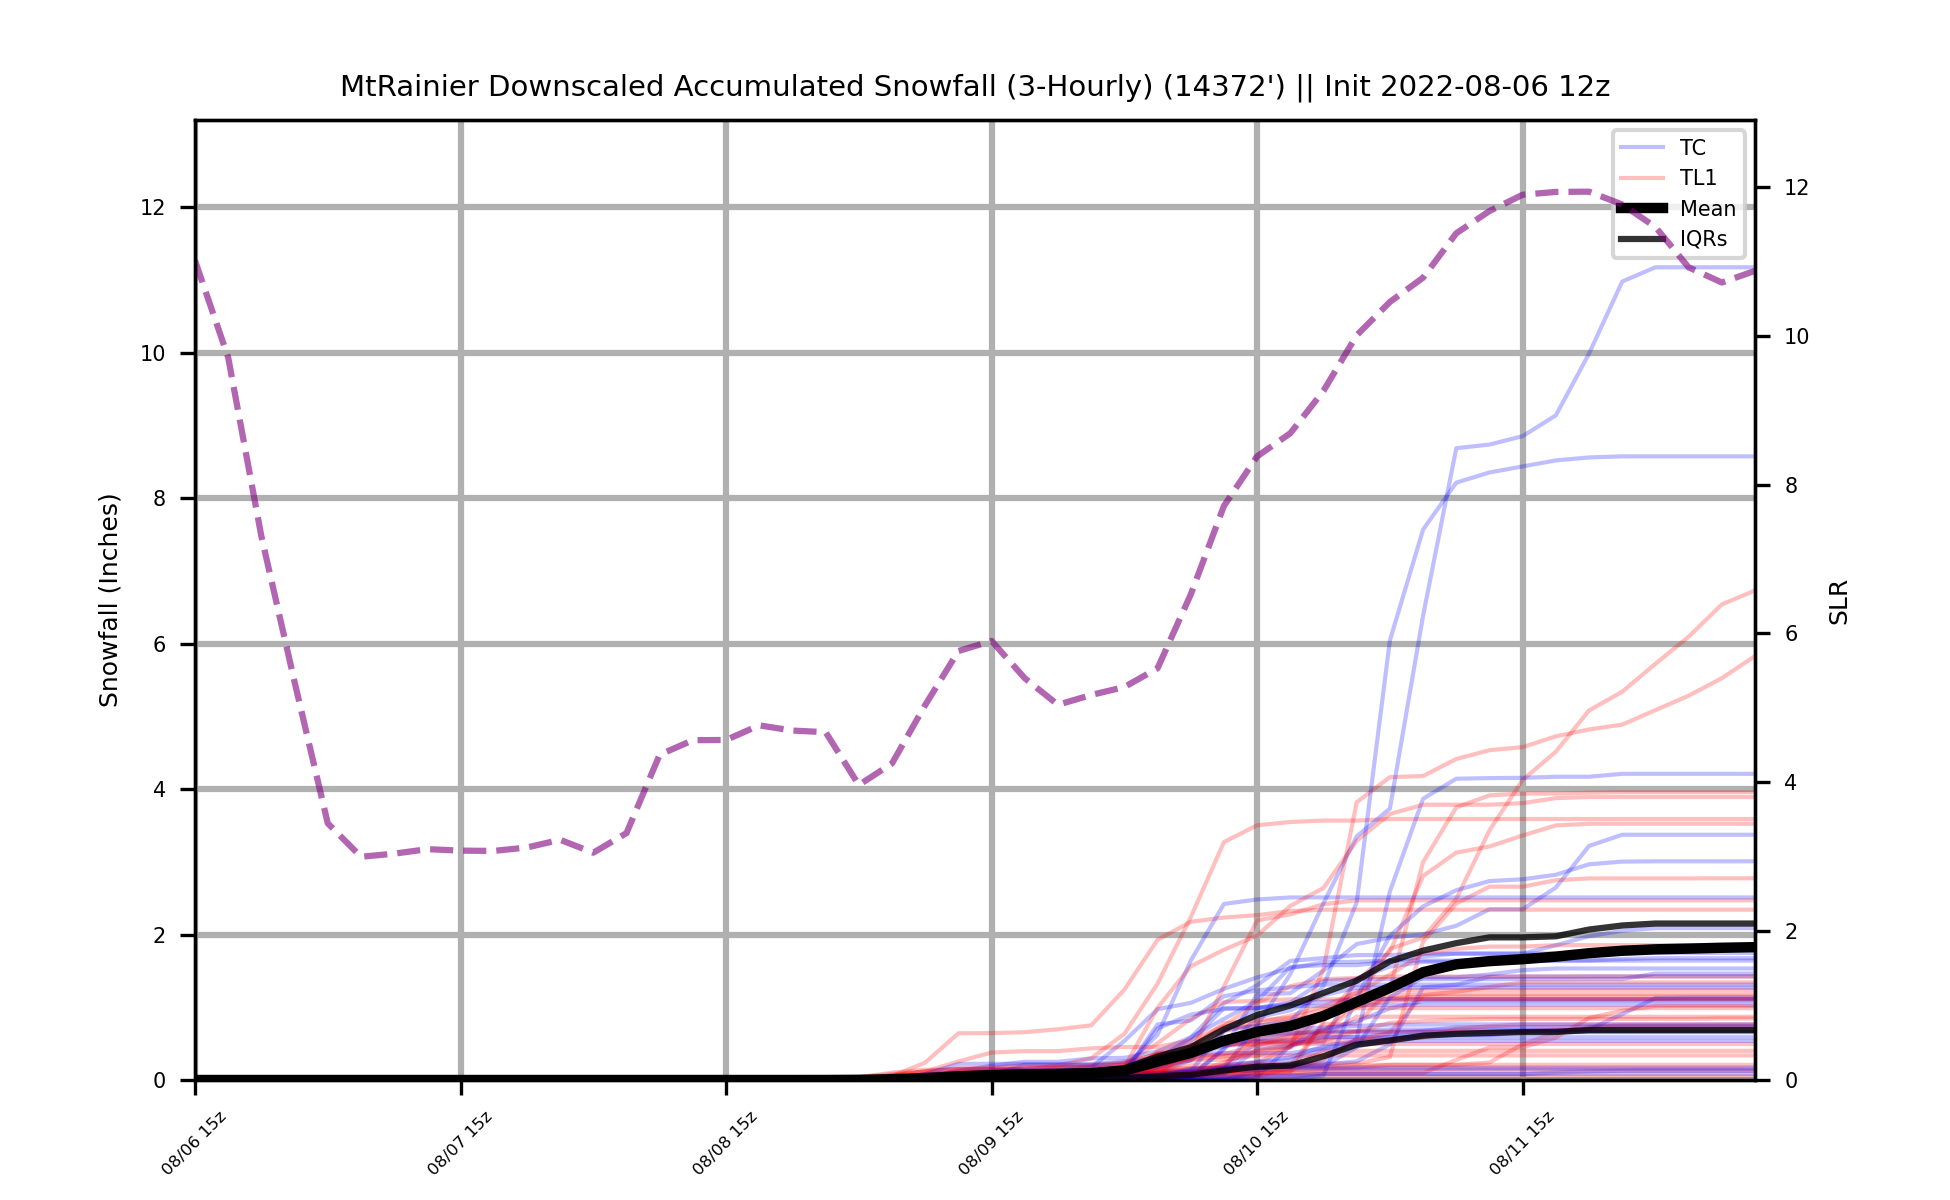 MtRainier Downscaled Accumulated Snowfall (3-Hourly) (14372') || Init 2022-08-06 12z
TC
TL1
Mean
IQRs
Snowfall (Inches)
12
10
8
6
4
2
0
SLR
12
10
8
6
4
2
0
08/06 15z
08/07 15z
08/08 15z
08/09 15z
08/10 15z
08/11 15z